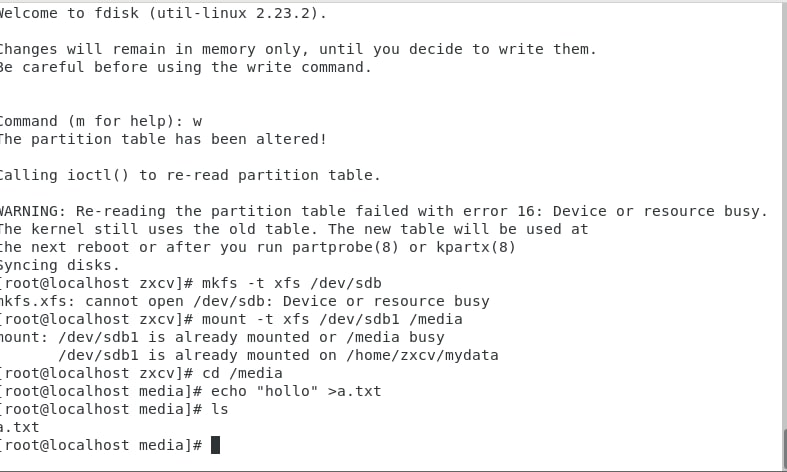 Welcome to fdisk (util-linux 2.23.2).
Changes will remain in memory only, until you decide to write them.
Be careful before using the write command.
Command (m for help): w
The partition table has been altered!
Calling ioctl() to re-read partition table.
WARNING: Re-reading the partition table failed with error 16: Device or resource busy.
The kernel still uses the old table. The new table will be used at
the next reboot or after you run partprobe(8) or kpartx(8)
Syncing disks.
[root@localhost zxcv]# mkfs -t xfs /dev/sdb
mkfs.xfs: cannot open /dev/sdb: Device or resource busy
[root@localhost zxcv]# mount -t xfs /dev/sdb1 /media
mount: /dev/sdb1 is already mounted or /media busy
/dev/sdb1 is already mounted on /home/zxcv/mydata
[root@localhost zxcv]# cd /media
[root@localhost media]# echo "hollo" >a.txt
[root@localhost media]# ls
a.txt
[root@localhost media]#